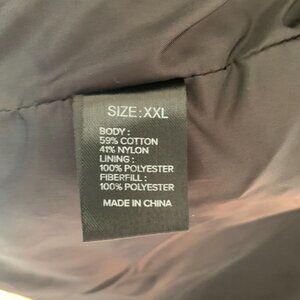 SIZE:XXL
BODY:
59% COTTON
41% NYLON
LINING:
100% POLYESTER
FIBERFILL:
100% POLYESTER
MADE IN CHINA